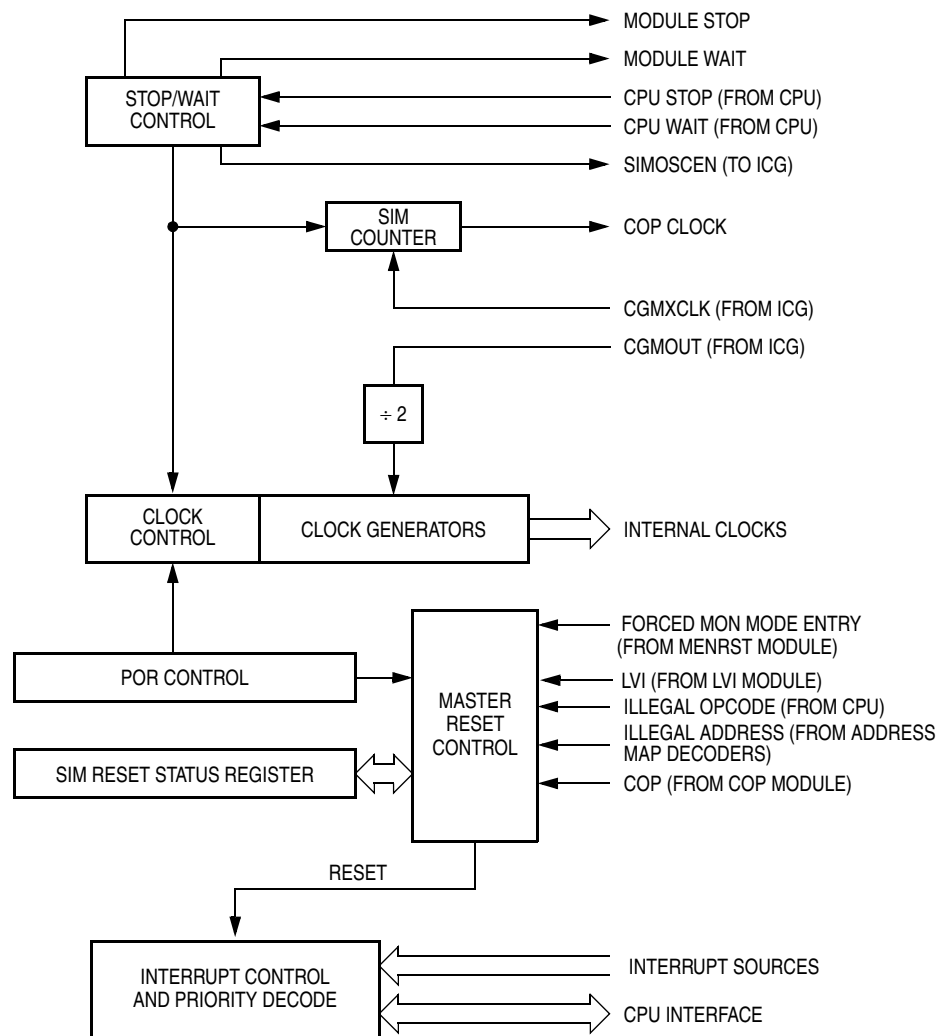 MODULE STOP
MODULE WAIT
STOP/WAIT
CONTROL
CPU STOP (FROM CPU)
CPU WAIT (FROM CPU)
SIMOSCEN (TO ICG)
SIM
COUNTER
COP CLOCK
CGMXCLK (FROM ICG)
CGMOUT (FROM ICG)
÷ 2
CLOCK
CONTROL
CLOCK GENERATORS
INTERNAL CLOCKS
FORCED MON MODE ENTRY
(FROM MENRST MODULE)
POR CONTROL
LVI (FROM LVI MODULE)
MASTER
RESET
CONTROL
ILLEGAL OPCODE (FROM CPU)
ILLEGAL ADDRESS (FROM ADDRESS
MAP DECODERS)
SIM RESET STATUS REGISTER
COP (FROM COP MODULE)
RESET
INTERRUPT CONTROL
AND PRIORITY DECODE
INTERRUPT SOURCES
CPU INTERFACE